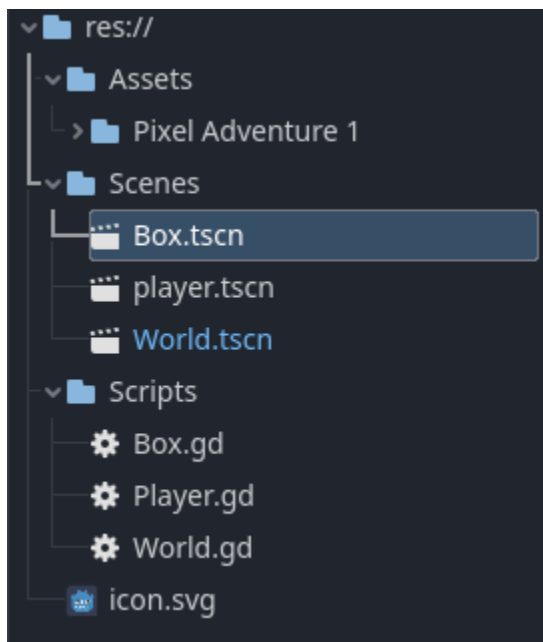 res://
Assets
Pixel Adventure 1
Scenes
Box.tscn
player.tscn
World.tscn
Scripts
Box.gd
Player.gd
World.gd
icon.svg